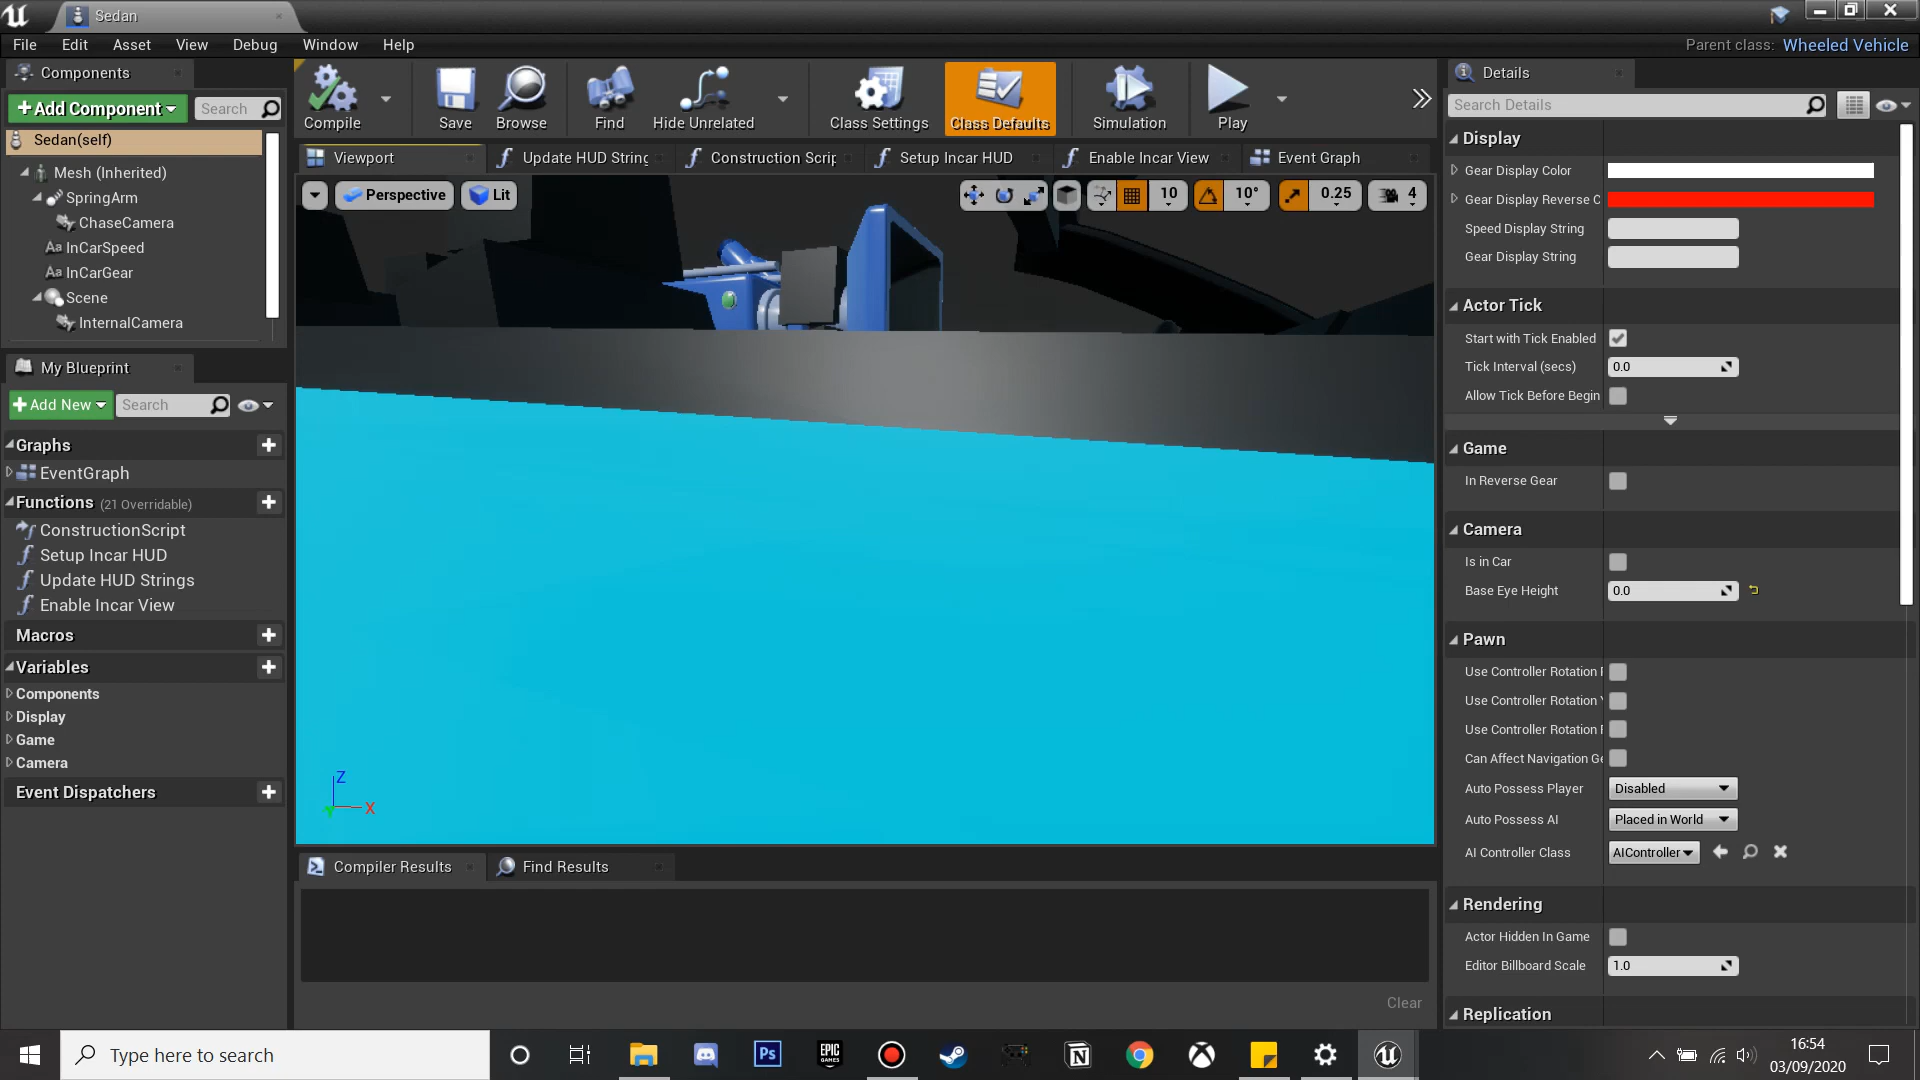 Sedan
File Edit Asset View Debug Window Help
Parent class: Wheeled Vehicle
Components
Add Component
Search
Sedan(self)
Mesh (Inherited)
SpringArm
ChaseCamera
InCarSpeed
InCarGear
Scene
InternalCamera
My Blueprint
Add New
Search
Graphs
EventGraph
Functions (21 Overridable)
ConstructionScript
Setup Incar HUD
Update HUD Strings
Enable Incar View
Macros
Variables
Components
Display
Game
Camera
Event Dispatchers
Compile Save Browse Find Hide Unrelated Class Settings Class Defaults Simulation Play
Viewport Update HUD String Construction Scrip Setup Incar HUD Enable Incar View Event Graph
Perspective Lit 10 10° 0.25 4
Z
X
Y
Compiler Results Find Results
Clear
Details
Search Details
Display
Gear Display Color
Gear Display Reverse C
Speed Display String
Gear Display String
Actor Tick
Start with Tick Enabled
Tick Interval (secs) 0.0
Allow Tick Before Begin
Game
In Reverse Gear
Camera
Is in Car
Base Eye Height 0.0
Pawn
Use Controller Rotation P
Use Controller Rotation Y
Use Controller Rotation R
Can Affect Navigation Ge
Auto Possess Player Disabled
Auto Possess AI Placed in World
AI Controller Class AIController
Rendering
Actor Hidden In Game
Editor Billboard Scale 1.0
Replication
Type here to search
Ps
EPIC GAMES
16:54
03/09/2020